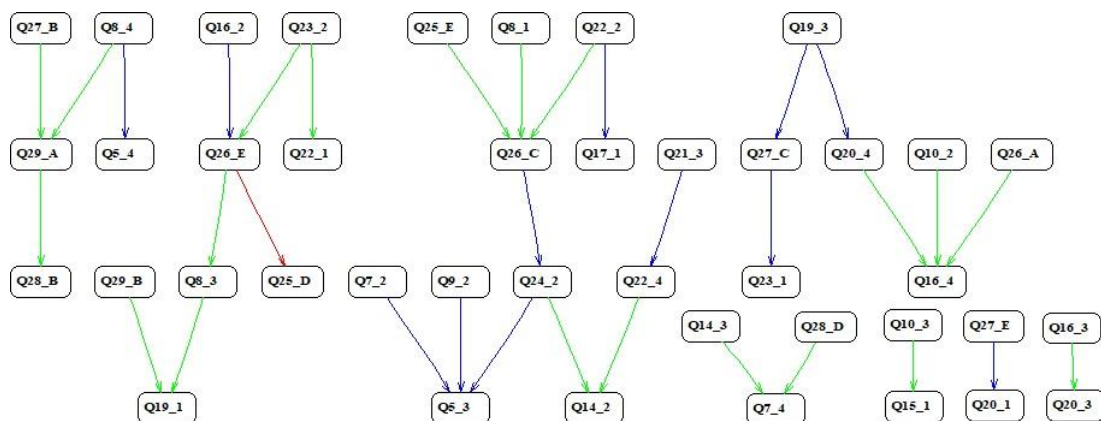 Q27_B Q8_4 Q16_2 Q23_2 Q25_E Q8_1 Q22_2 Q19_3
Q29_A Q5_4 Q26_E Q22_1 Q26_C Q17_1 Q21_3 Q27_C Q20_4 Q10_2 Q26_A
Q28_B Q29_B Q8_3 Q25_D Q7_2 Q9_2 Q24_2 Q22_4 Q23_1 Q16_4
Q14_3 Q28_D Q10_3 Q27_E Q16_3
Q19_1 Q5_3 Q14_2 Q7_4 Q15_1 Q20_1 Q20_3